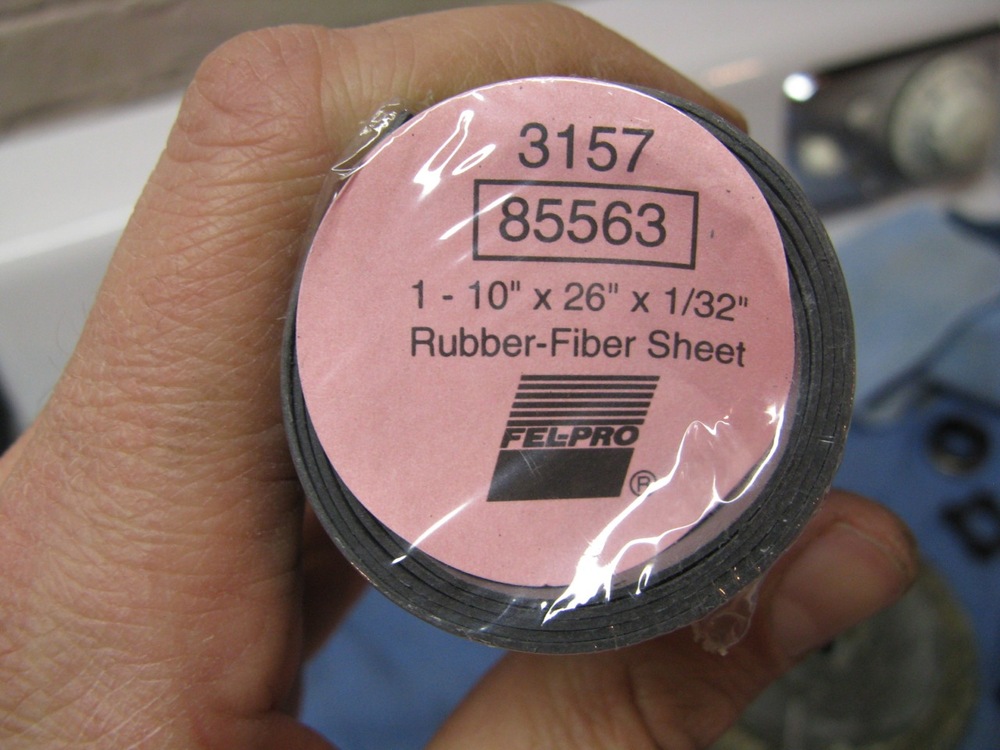 3157
85563
1 - 10" x 26" x 1/32"
Rubber-Fiber Sheet
FEL-PRO
®